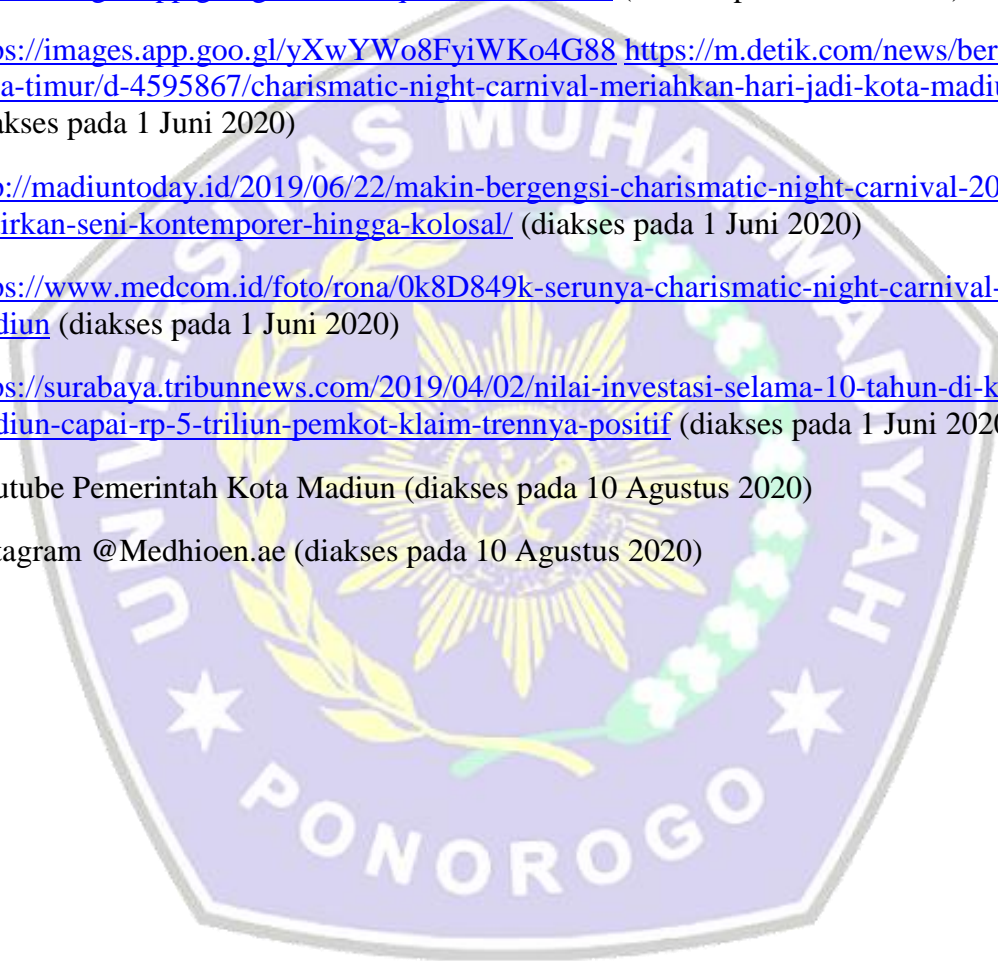 ps://images.app.goo.gl/yXwYWo8FyiWKo4G88 https://m.detik.com/news/ber
a-timur/d-4595867/charismatic-night-carnival-meriahkan-hari-jadi-kota-madiu
akses pada 1 Juni 2020)
p://madiuntoday.id/2019/06/22/makin-bergengsi-charismatic-night-carnival-20
irkan-seni-kontemporer-hingga-kolosal/ (diakses pada 1 Juni 2020)
ps://www.medcom.id/foto/rona/0k8D849k-serunya-charismatic-night-carnival-
diun (diakses pada 1 Juni 2020)
ps://surabaya.tribunnews.com/2019/04/02/nilai-investasi-selama-10-tahun-di-k
diun-capai-rp-5-triliun-pemkot-klaim-trennya-positif (diakses pada 1 Juni 2020
utube Pemerintah Kota Madiun (diakses pada 10 Agustus 2020)
tagram @Medhioen.ae (diakses pada 10 Agustus 2020)
UNIVERSITAS MUHAMMADIYAH
PONOROGO